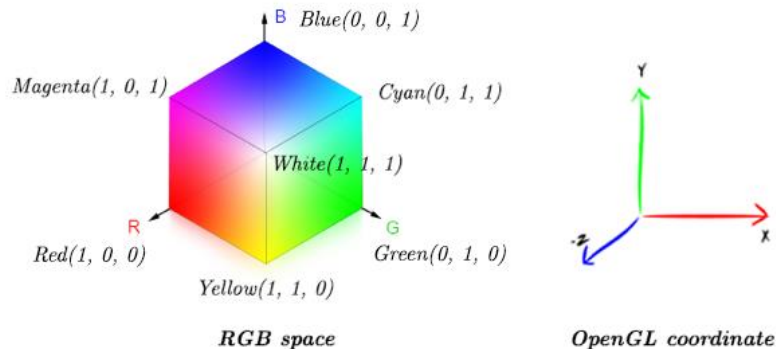 B
Blue(0, 0, 1)
Magenta(1, 0, 1)
Cyan(0, 1, 1)
White(1, 1, 1)
R
G
Red(1, 0, 0)
Green(0, 1, 0)
Yellow(1, 1, 0)
RGB space
Y
X
-Z
OpenGL coordinate